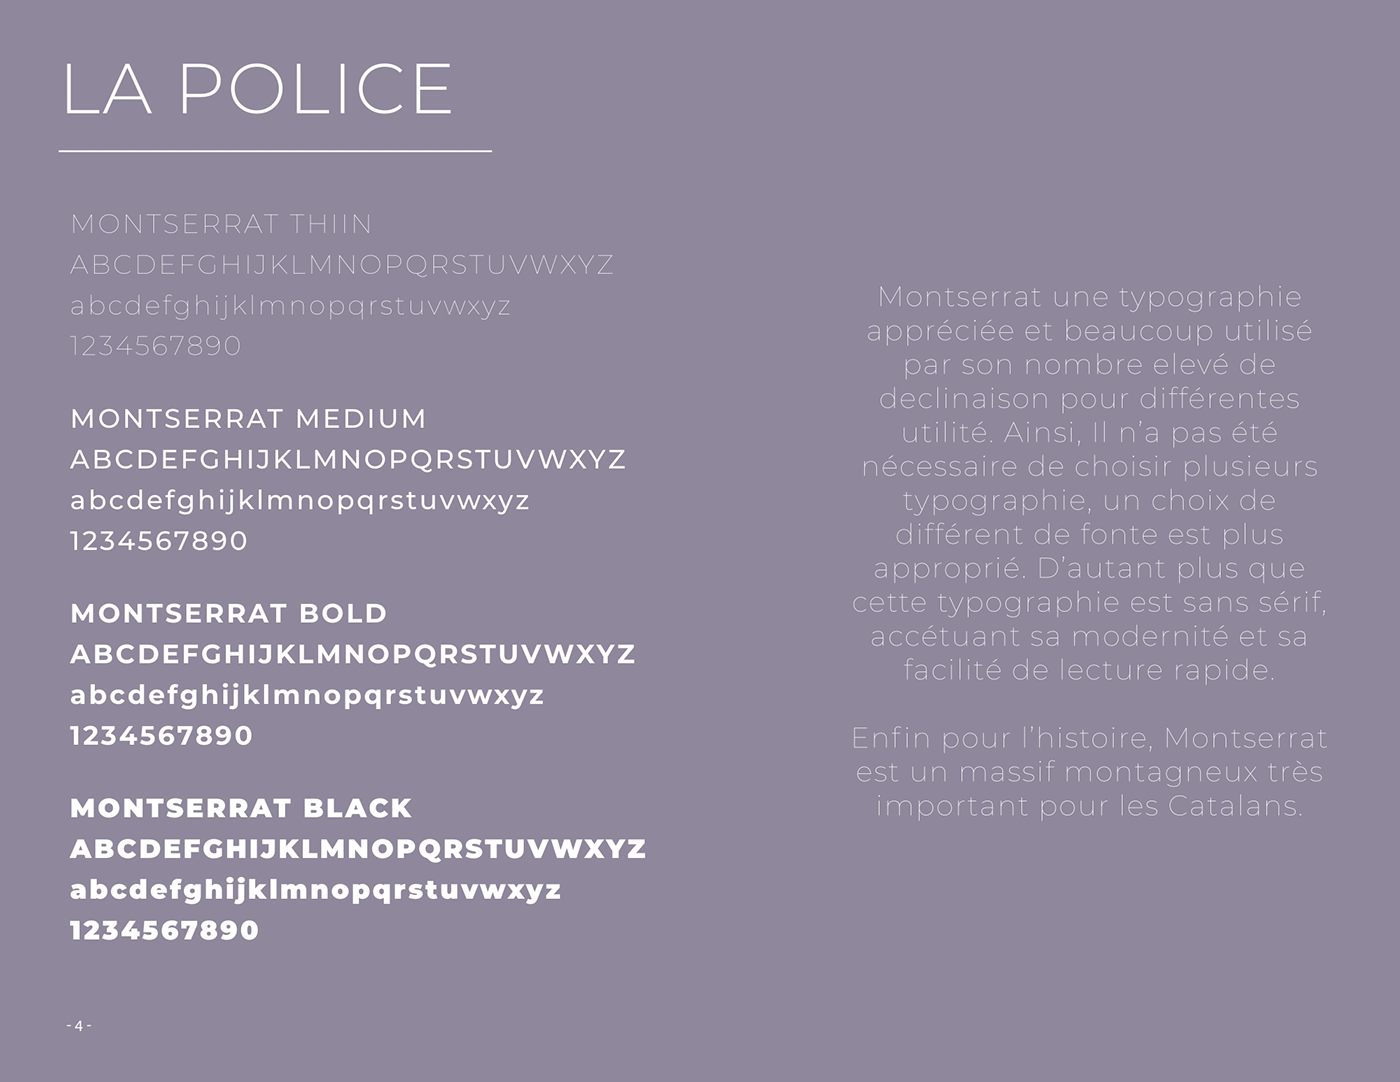 LA POLICE
MONTSERRAT THIIN
ABCDEFGHIJKLMNOPQRSTUVWXYZ
abcdefghijklmnopqrstuvwxyz
1234567890
MONTSERRAT MEDIUM
ABCDEFGHIJKLMNOPQRSTUVWXYZ
abcdefghijklmnopqrstuvwxyz
1234567890
MONTSERRAT BOLD
ABCDEFGHIJKLMNOPQRSTUVWXYZ
abcdefghijklmnopqrstuvwxyz
1234567890
MONTSERRAT BLACK
ABCDEFGHIJKLMNOPQRSTUVWXYZ
abcdefghijklmnopqrstuvwxyz
1234567890
Montserrat une typographie
appréciée et beaucoup utilisé
par son nombre elevé de
declinaison pour différentes
utilité. Ainsi, Il n'a pas été
nécessaire de choisir plusieurs
typographie, un choix de
différent de fonte est plus
approprié. D'autant plus que
cette typographie est sans sérif,
accétuant sa modernité et sa
facilité de lecture rapide.
Enfin pour l'histoire, Montserrat
est un massif montagneux très
important pour les Catalans.
- 4 -